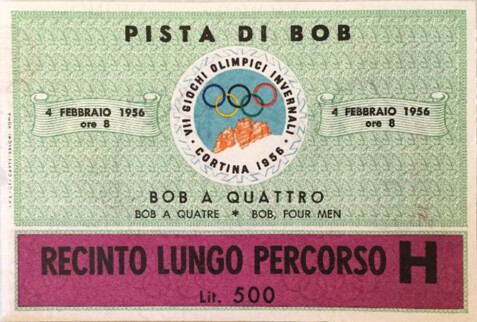 PISTA DI BOB
VII GIOCHI OLIMPICI INVERNALI · CORTINA 1956 ·
4 FEBBRAIO 1956
ore 8
4 FEBBRAIO 1956
ore 8
BOB A QUATTRO
BOB A QUATRE * BOB, FOUR MEN
RECINTO LUNGO PERCORSO H
Lit. 500